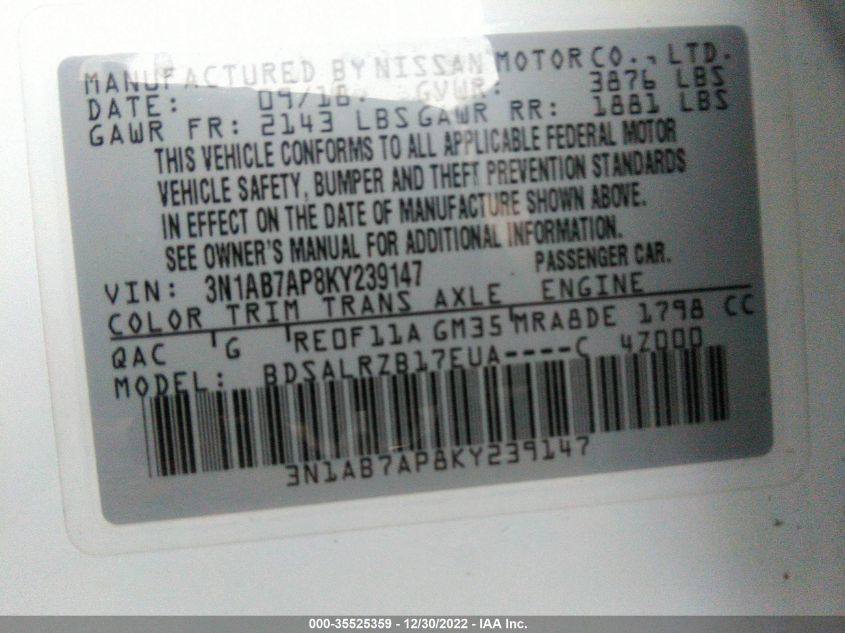 MANUFACTURED BY NISSAN MOTOR CO., LTD.
DATE: 09/18 GVWR: 3876 LBS
GAWR FR: 2143 LBS GAWR RR: 1881 LBS
THIS VEHICLE CONFORMS TO ALL APPLICABLE FEDERAL MOTOR
VEHICLE SAFETY, BUMPER AND THEFT PREVENTION STANDARDS
IN EFFECT ON THE DATE OF MANUFACTURE SHOWN ABOVE.
SEE OWNER'S MANUAL FOR ADDITIONAL INFORMATION.
VIN: 3N1AB7AP8KY239147 PASSENGER CAR.
COLOR TRIM TRANS AXLE ENGINE
QAC G RE0F11A GM35 MRA8DE 1798 CC
MODEL: BDSALRZB17EUA----C 4Z000
3N1AB7AP8KY239147
000-35525359 - 12/30/2022 - IAA Inc.